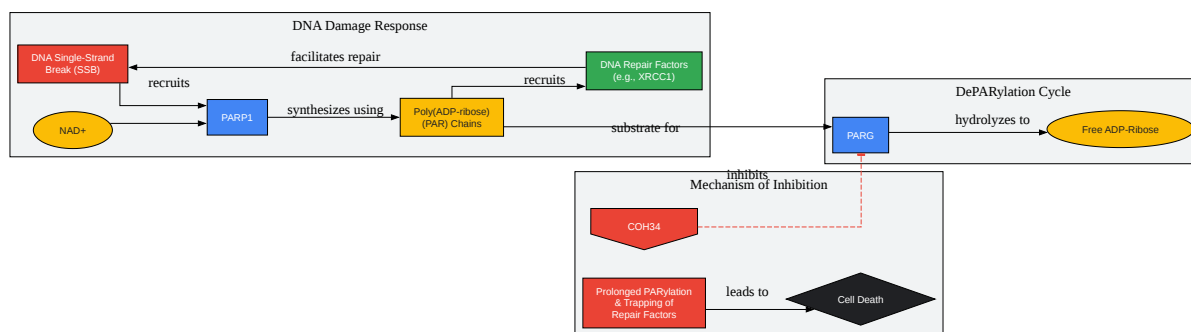 DNA Damage Response
DNA Single-Strand
Break (SSB)
facilitates repair
DNA Repair Factors
(e.g., XRCC1)
recruits
recruits
NAD+
PARP1
synthesizes using
Poly(ADP-ribose)
(PAR) Chains
substrate for
DePARylation Cycle
PARG
hydrolyzes to
Free ADP-Ribose
inhibits
Mechanism of Inhibition
COH34
Prolonged PARylation
& Trapping of
Repair Factors
leads to
Cell Death